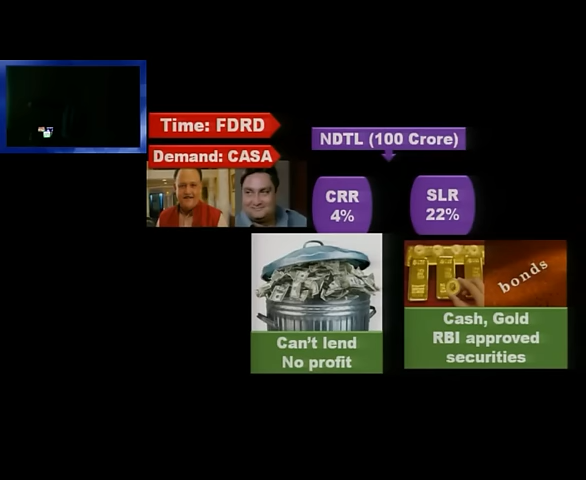 Time: FDRD
Demand: CASA
NDTL (100 Crore)
CRR
4%
SLR
22%
bonds
Can't lend
No profit
Cash, Gold
RBI approved
securities